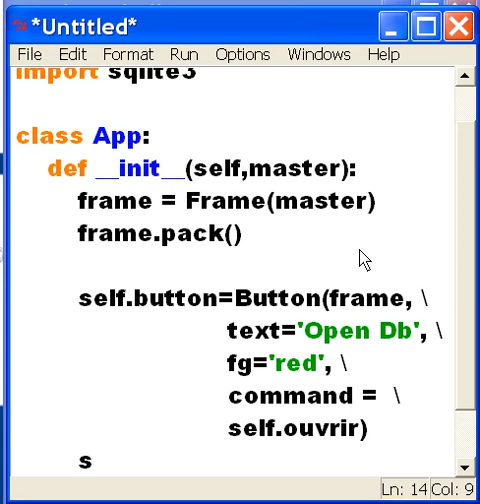 *Untitled*
File Edit Format Run Options Windows Help
import sqlite3
class App:
def __init__(self,master):
frame = Frame(master)
frame.pack()
self.button=Button(frame, \
text='Open Db', \
fg='red', \
command = \
self.ouvrir)
s
Ln: 14 Col: 9